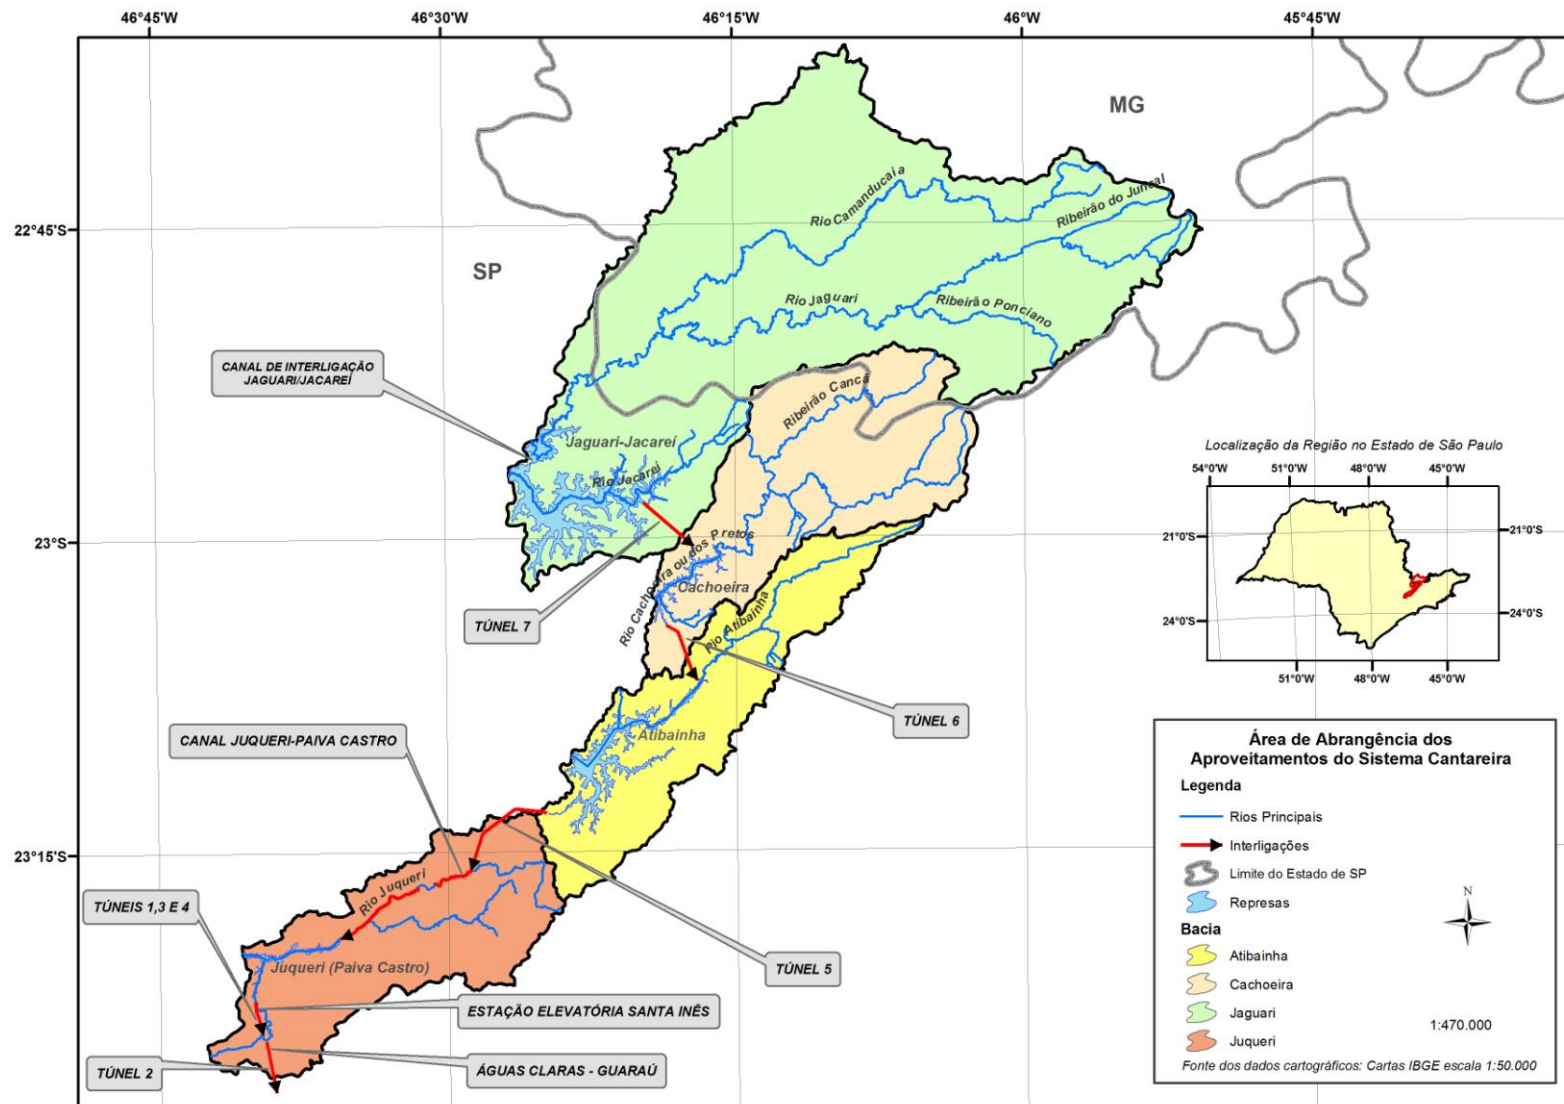 46°45'W
46°30'W
46°15'W
46°W
45°45'W
MG
Rio Camanducaia
Ribeirão do Juncal
22°45'S
SP
Rio Jaguari
Ribeirão Ponciano
CANAL DE INTERLIGAÇÃO
JAGUARI/JACAREÍ
Ribeirão Cancã
Jaguari-Jacareí
Rio Jacareí
Localização da Região no Estado de São Paulo
54°0'W
51°0'W
48°0'W
45°0'W
21°0'S
21°0'S
24°0'S
24°0'S
51°0'W
48°0'W
45°0'W
23°S
Rio Cachoeira ou dos Pretos
Cachoeira
TÚNEL 7
Rio Atibainha
TÚNEL 6
CANAL JUQUERI-PAIVA CASTRO
Atibainha
23°15'S
Rio Juqueri
TÚNEIS 1,3 E 4
Juqueri (Paiva Castro)
TÚNEL 5
ESTAÇÃO ELEVATÓRIA SANTA INÊS
TÚNEL 2
ÁGUAS CLARAS - GUARAÚ
Área de Abrangência dos
Aproveitamentos do Sistema Cantareira
Legenda
Rios Principais
Interligações
Limite do Estado de SP
Represas
N
Bacia
Atibainha
Cachoeira
Jaguari
Juqueri
1:470.000
Fonte dos dados cartográficos: Cartas IBGE escala 1:50.000